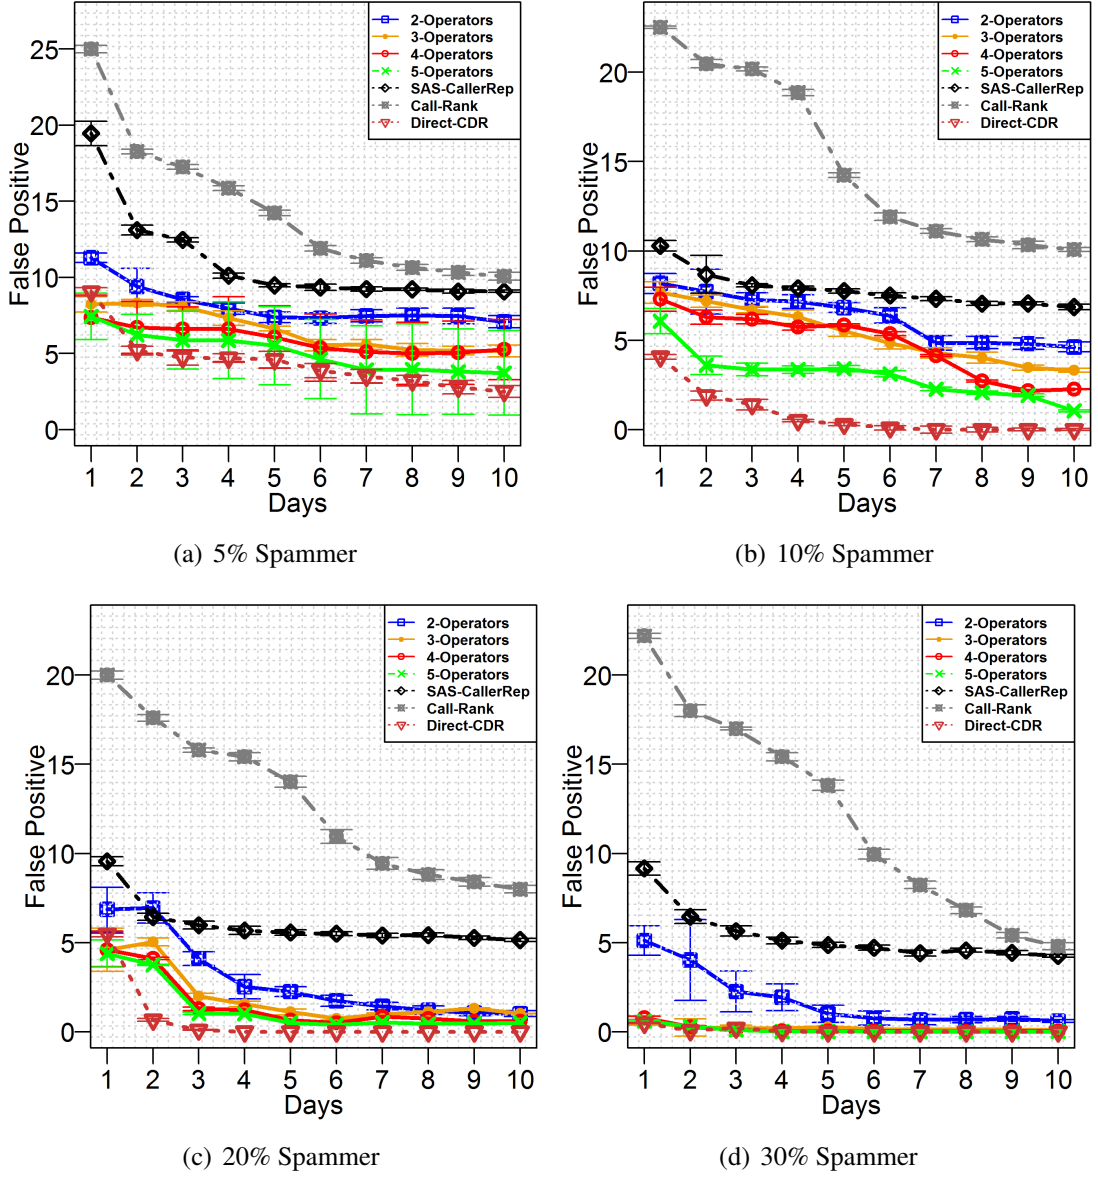 2-Operators
3-Operators
4-Operators
5-Operators
SAS-CallerRep
Call-Rank
Direct-CDR
False Positive
25
20
15
10
5
0
1 2 3 4 5 6 7 8 9 10
Days
(a) 5% Spammer
2-Operators
3-Operators
4-Operators
5-Operators
SAS-CallerRep
Call-Rank
Direct-CDR
False Positive
20
15
10
5
0
1 2 3 4 5 6 7 8 9 10
Days
(b) 10% Spammer
2-Operators
3-Operators
4-Operators
5-Operators
SAS-CallerRep
Call-Rank
Direct-CDR
False Positive
20
15
10
5
0
1 2 3 4 5 6 7 8 9 10
Days
(c) 20% Spammer
2-Operators
3-Operators
4-Operators
5-Operators
SAS-CallerRep
Call-Rank
Direct-CDR
False Positive
20
15
10
5
0
1 2 3 4 5 6 7 8 9 10
Days
(d) 30% Spammer